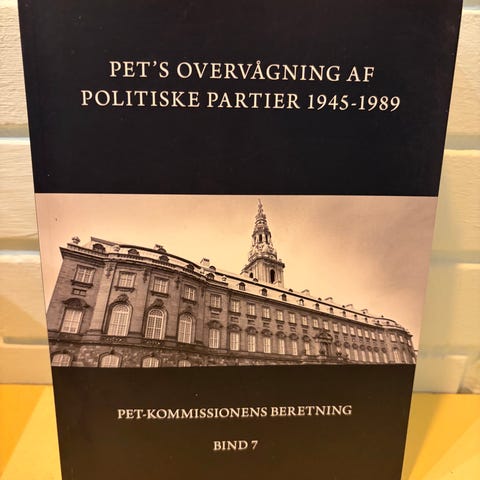 PET'S OVERVÅGNING AF
POLITISKE PARTIER 1945-1989
PET-KOMMISSIONENS BERETNING
BIND 7